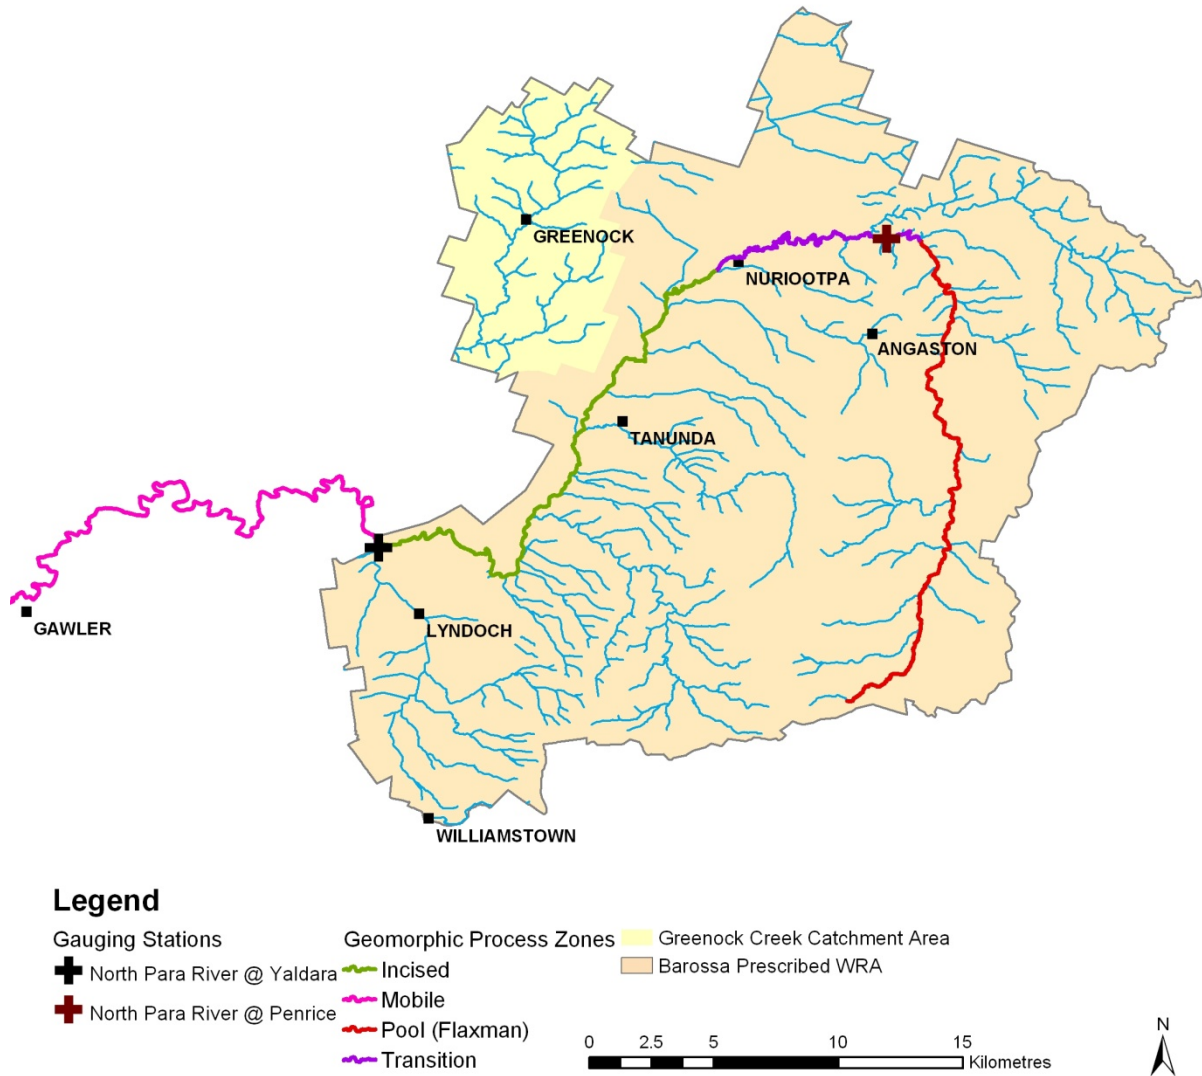 GREENOCK
NURIOOTPA
ANGASTON
TANUNDA
GAWLER
LYNDOCH
WILLIAMSTOWN
Legend
Gauging Stations
North Para River @ Yaldara
North Para River @ Penrice
Geomorphic Process Zones
Incised
Mobile
Pool (Flaxman)
Transition
Greenock Creek Catchment Area
Barossa Prescribed WRA
0 2.5 5 10 15
Kilometres
N